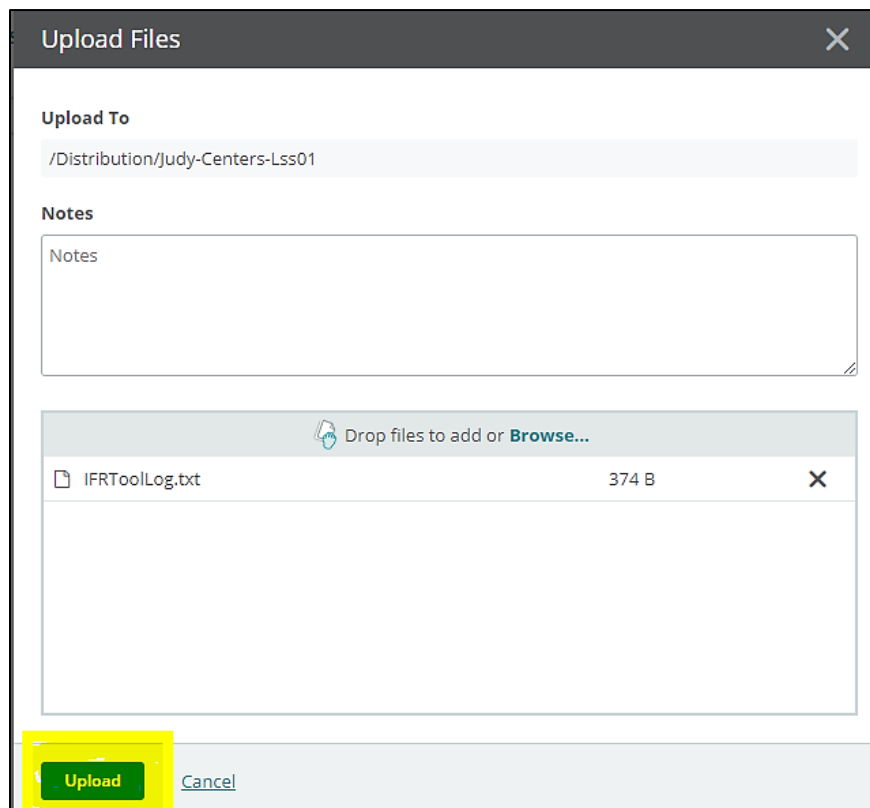 Upload Files
Upload To
/Distribution/Judy-Centers-Lss01
Notes
Notes
Drop files to add or Browse...
IFRToolLog.txt 374 B
Upload Cancel